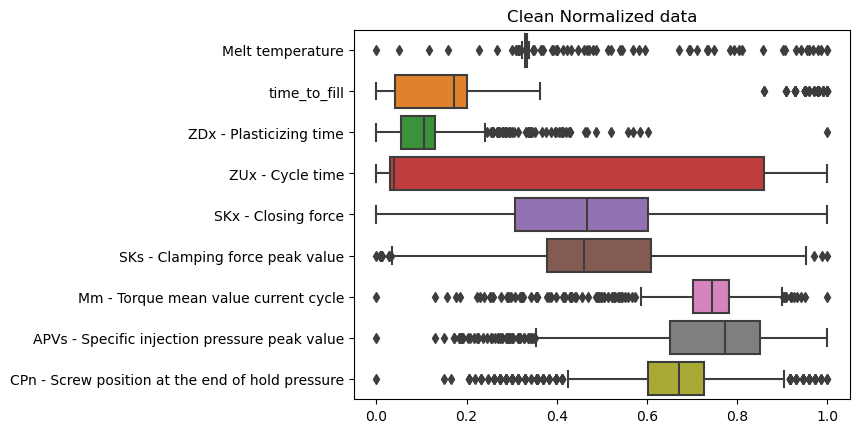 Clean Normalized data
Melt temperature
time_to_fill
ZDx - Plasticizing time
ZUx - Cycle time
SKx - Closing force
SKs - Clamping force peak value
Mm - Torque mean value current cycle
APVs - Specific injection pressure peak value
CPn - Screw position at the end of hold pressure
0.0 0.2 0.4 0.6 0.8 1.0